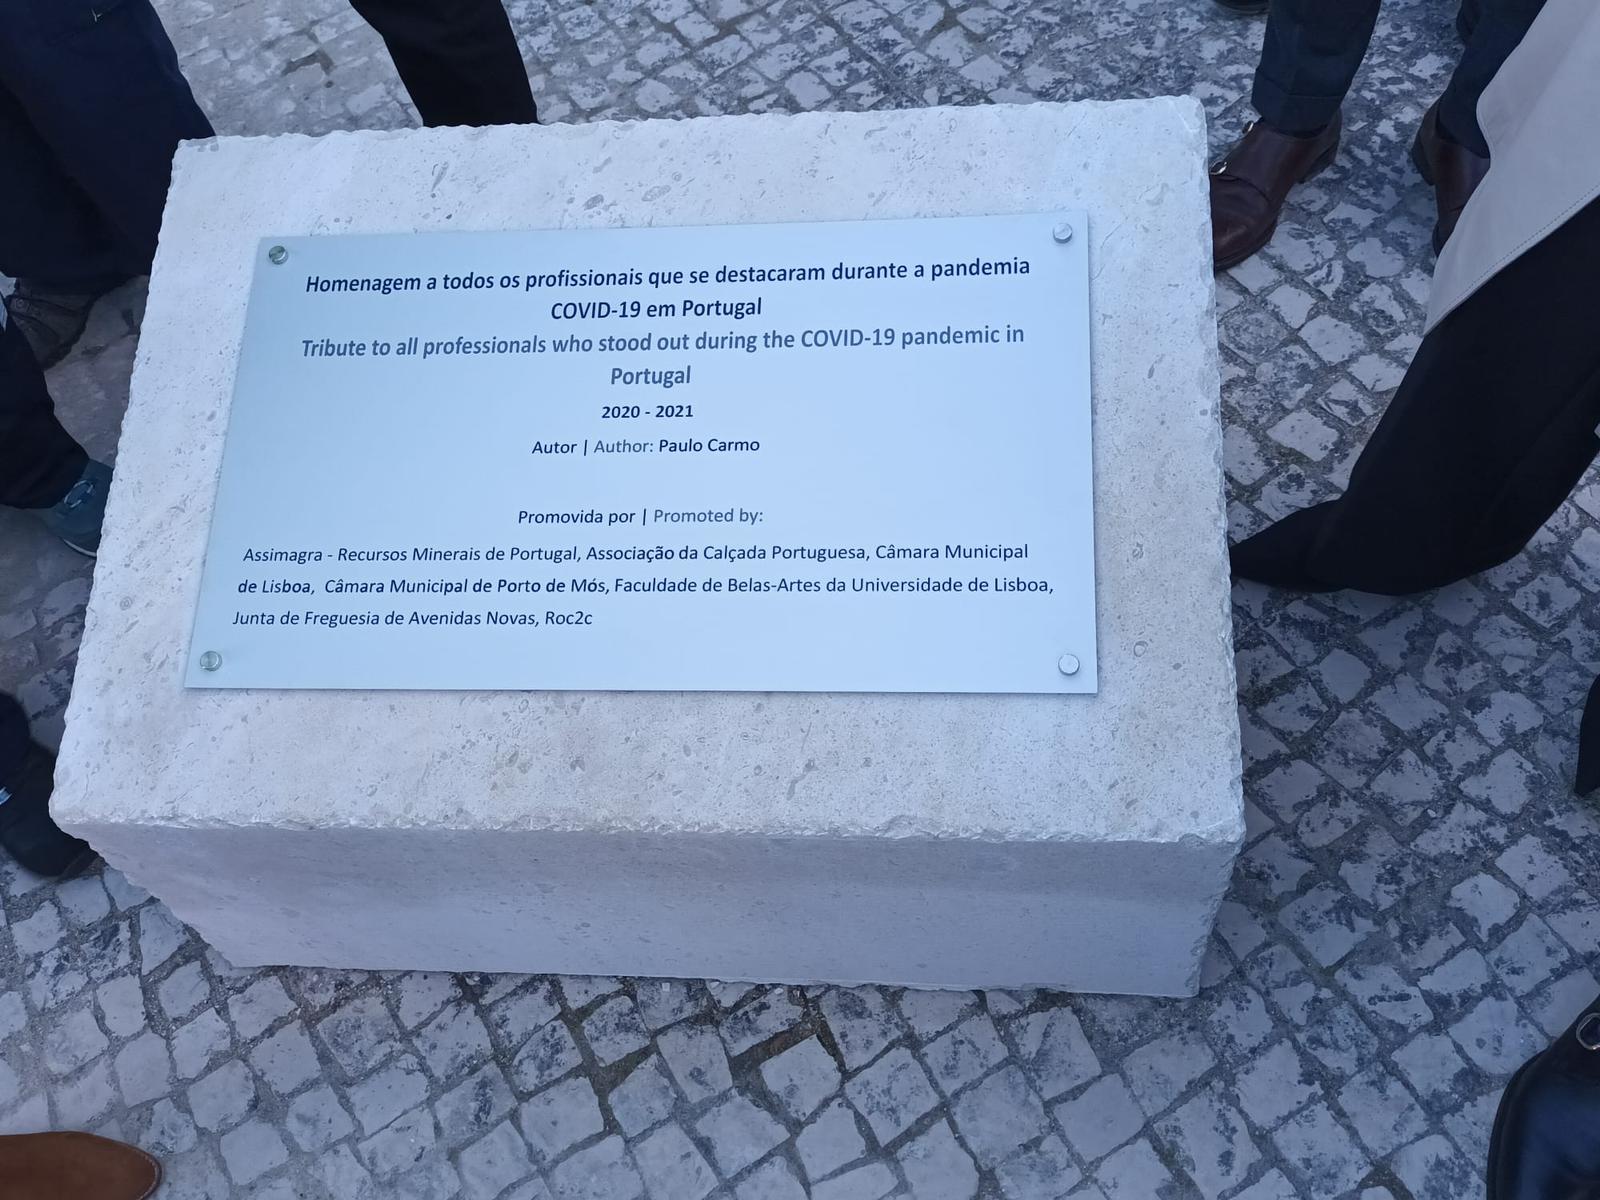 Homenagem a todos os profissionais que se destacaram durante a pandemia
COVID-19 em Portugal
Tribute to all professionals who stood out during the COVID-19 pandemic in
Portugal
2020 - 2021
Autor | Author: Paulo Carmo
Promovida por | Promoted by:
Assimagra - Recursos Minerais de Portugal, Associação da Calçada Portuguesa, Câmara Municipal
de Lisboa, Câmara Municipal de Porto de Mós, Faculdade de Belas-Artes da Universidade de Lisboa,
Junta de Freguesia de Avenidas Novas, Roc2c